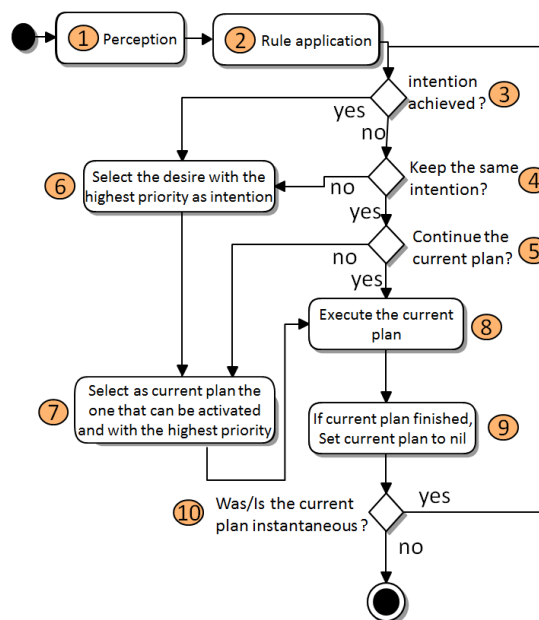 1 Perception
2 Rule application
intention
achieved ?
3
yes
no
6
Select the desire with the
highest priority as intention
no
Keep the same
intention?
4
yes
Continue the
current plan?
5
no
yes
Execute the current
plan
8
7
Select as current plan the
one that can be activated
and with the highest priority
If current plan finished,
Set current plan to nil
9
10
Was/Is the current
plan instantaneous ?
yes
no